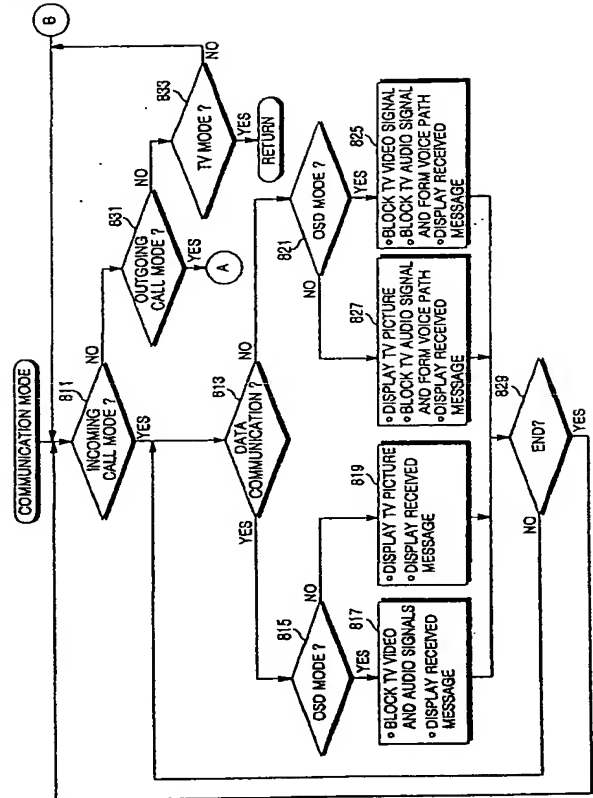 COMMUNICATION MODE
B
811
INCOMING
CALL MODE ?
NO
YES
831
OUTGOING
CALL MODE ?
NO
YES
A
833
TV MODE ?
NO
YES
RETURN
813
DATA
COMMUNICATION ?
YES
NO
815
OSD MODE ?
NO
YES
821
OSD MODE ?
NO
YES
817
∘ BLOCK TV VIDEO
AND AUDIO SIGNALS
∘ DISPLAY RECEIVED
MESSAGE
819
∘ DISPLAY TV PICTURE
∘ DISPLAY RECEIVED
MESSAGE
827
∘ DISPLAY TV PICTURE
∘ BLOCK TV AUDIO SIGNAL
AND FORM VOICE PATH
∘ DISPLAY RECEIVED
MESSAGE
825
∘ BLOCK TV VIDEO SIGNAL
∘ BLOCK TV AUDIO SIGNAL
AND FORM VOICE PATH
∘ DISPLAY RECEIVED
MESSAGE
829
END?
NO
YES